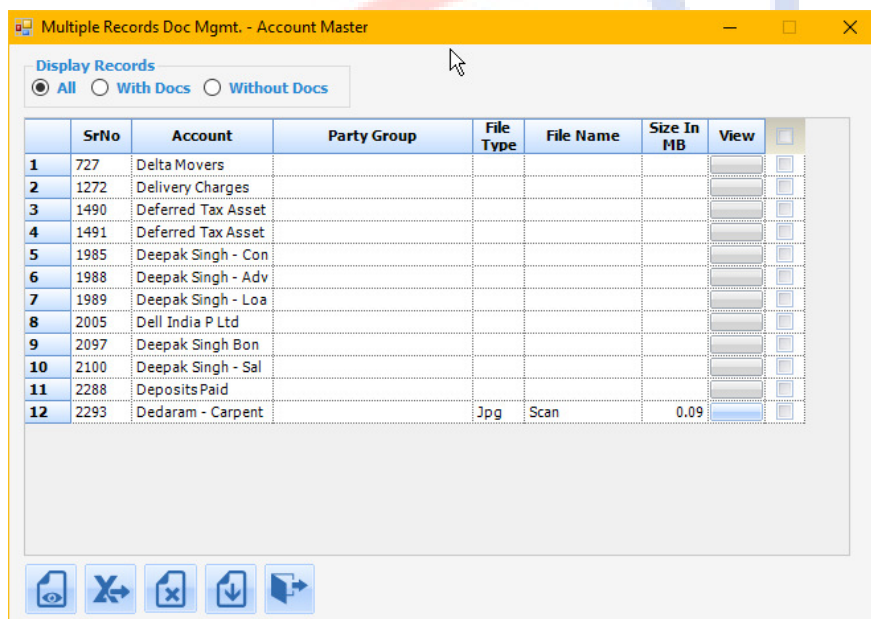 Multiple Records Doc Mgmt. - Account Master
Display Records
All With Docs Without Docs
SrNo Account Party Group File Type File Name Size In MB View
1 727 Delta Movers
2 1272 Delivery Charges
3 1490 Deferred Tax Asset
4 1491 Deferred Tax Asset
5 1985 Deepak Singh - Con
6 1988 Deepak Singh - Adv
7 1989 Deepak Singh - Loa
8 2005 Dell India P Ltd
9 2097 Deepak Singh Bon
10 2100 Deepak Singh - Sal
11 2288 Deposits Paid
12 2293 Dedaram - Carpent Jpg Scan 0.09